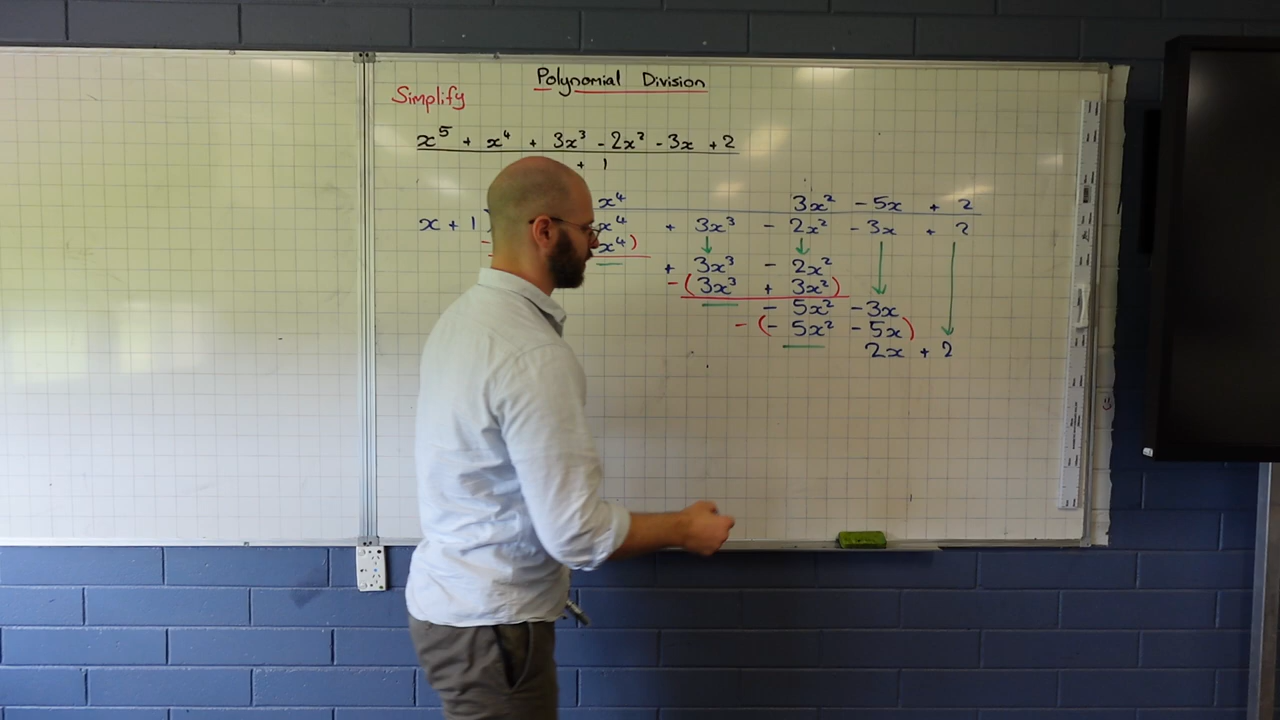 Polynomial Division
Simplify
x⁵ + x⁴ + 3x³ - 2x² - 3x + 2
+ 1
x⁴ 3x² - 5x + 2
x + 1) x⁴ + 3x³ - 2x² - 3x + 2
- x⁴)
+ 3x³ - 2x²
-(3x³ + 3x²)
- 5x² - 3x
-(- 5x² - 5x)
2x + 2